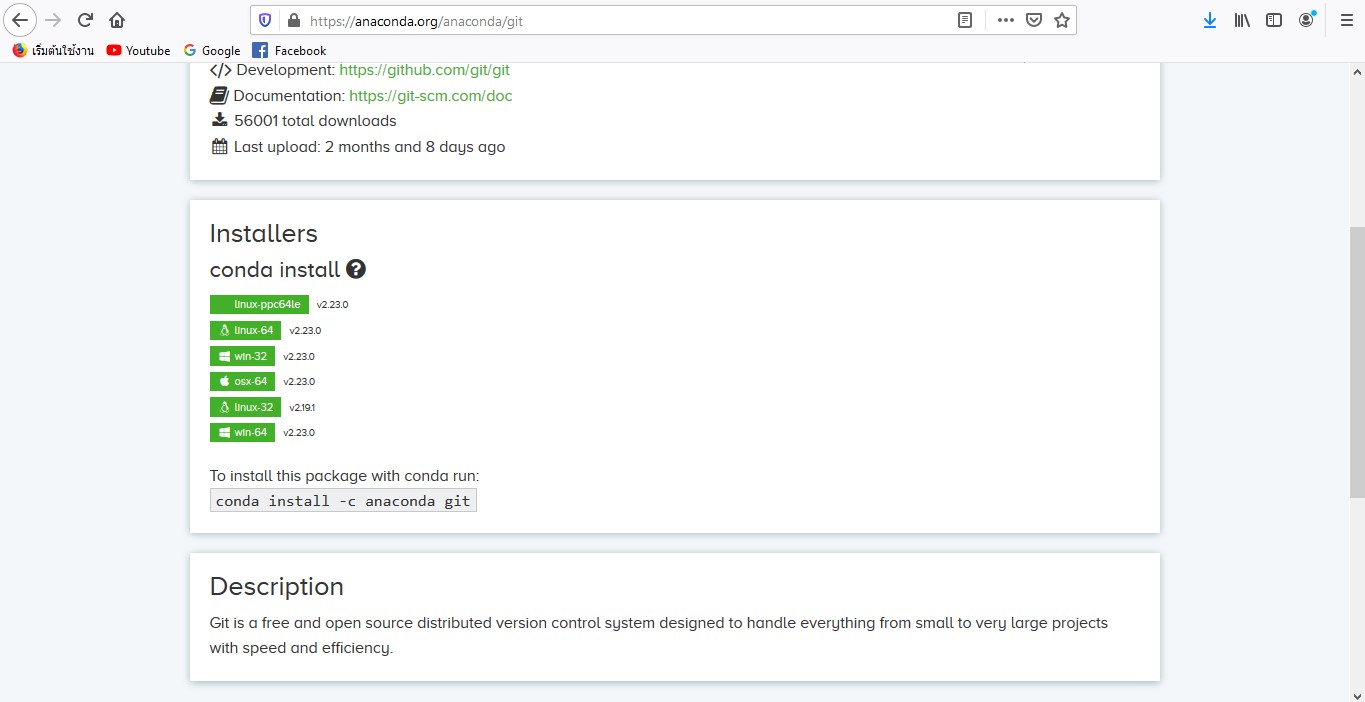 https://anaconda.org/anaconda/git
เริ่มต้นใช้งาน Youtube Google Facebook
</> Development: https://github.com/git/git
Documentation: https://git-scm.com/doc
56001 total downloads
Last upload: 2 months and 8 days ago
Installers
conda install ?
linux-ppc64le v2.23.0
linux-64 v2.23.0
win-32 v2.23.0
osx-64 v2.23.0
linux-32 v2.19.1
win-64 v2.23.0
To install this package with conda run:
conda install -c anaconda git
Description
Git is a free and open source distributed version control system designed to handle everything from small to very large projects
with speed and efficiency.